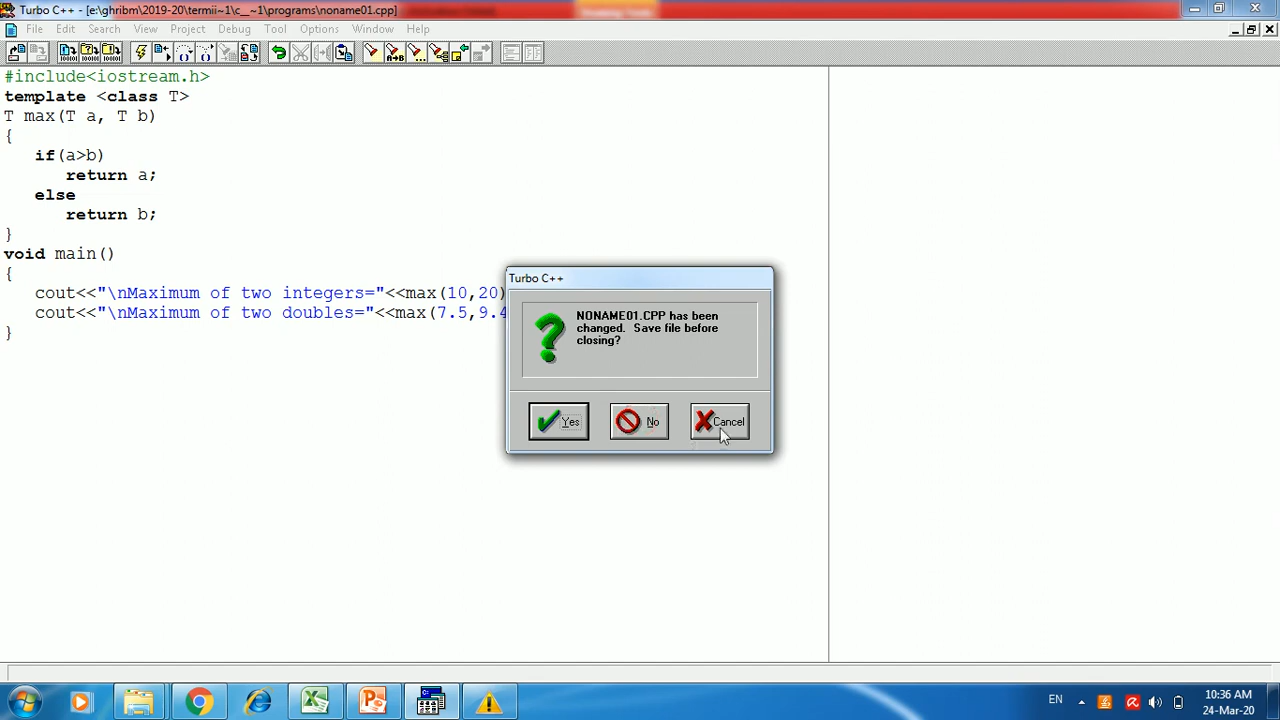 Turbo C++ - [e:\ghribm\2019-20\termii~1\c__~1\programs\noname01.cpp]
File Edit Search View Project Debug Tool Options Window Help
#include<iostream.h>
template <class T>
T max(T a, T b)
{
if(a>b)
return a;
else
return b;
}
void main()
{
cout<<"\nMaximum of two integers="<<max(10,20)
cout<<"\nMaximum of two doubles="<<max(7.5,9.4
}
Turbo C++
NONAME01.CPP has been
changed. Save file before
closing?
Yes No Cancel
EN
10:36 AM
24-Mar-20